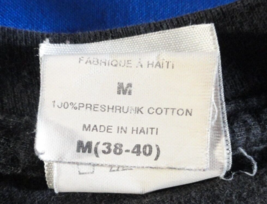 FABRIQUE A HAITI
M
100%PRESHRUNK COTTON
MADE IN HAITI
M(38-40)